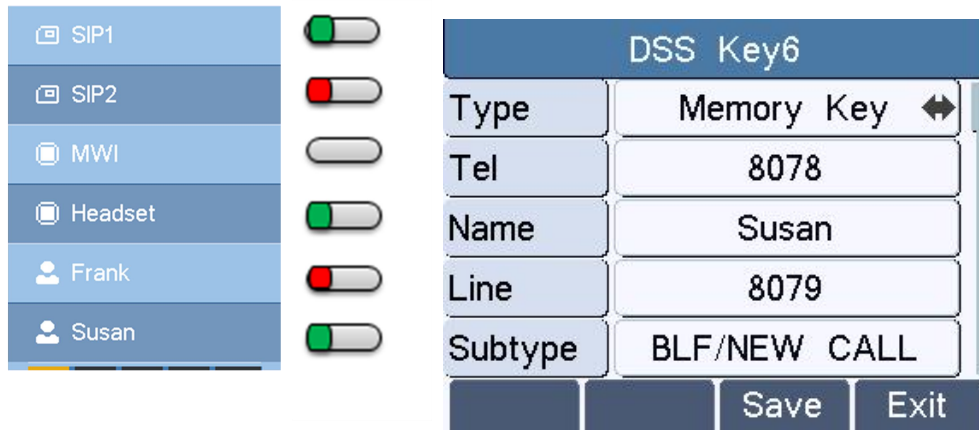 SIP1
SIP2
MWI
Headset
Frank
Susan
DSS Key6
Type Memory Key
Tel 8078
Name Susan
Line 8079
Subtype BLF/NEW CALL
Save Exit